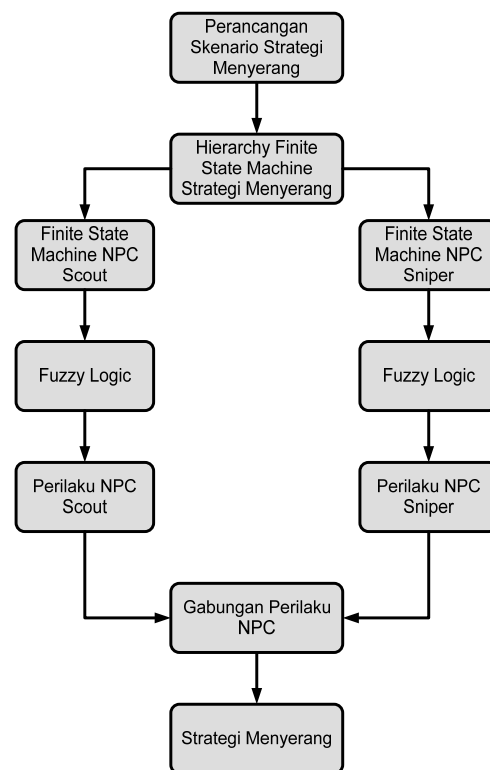 Perancangan
Skenario Strategi
Menyerang
Hierarchy Finite
State Machine
Strategi Menyerang
Finite State
Machine NPC
Scout
Finite State
Machine NPC
Sniper
Fuzzy Logic
Fuzzy Logic
Perilaku NPC
Scout
Perilaku NPC
Sniper
Gabungan Perilaku
NPC
Strategi Menyerang